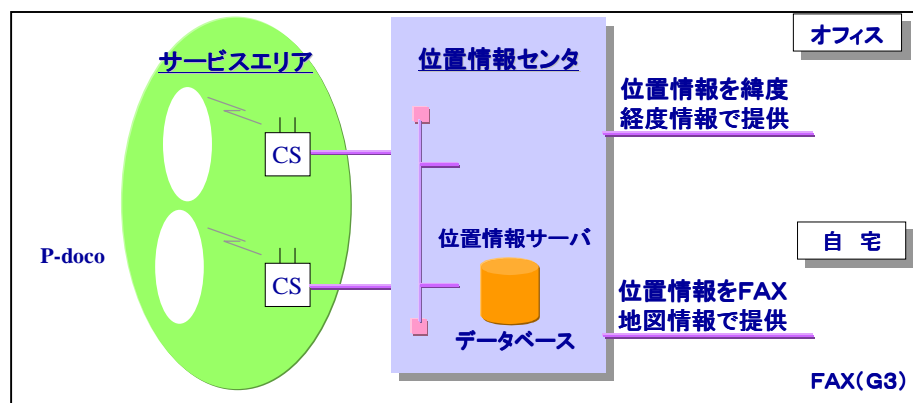 オフィス
サービスエリア
位置情報センタ
位置情報を緯度
経度情報で提供
CS
P-doco
位置情報サーバ
自 宅
CS
位置情報をFAX
地図情報で提供
データベース
FAX(G3)